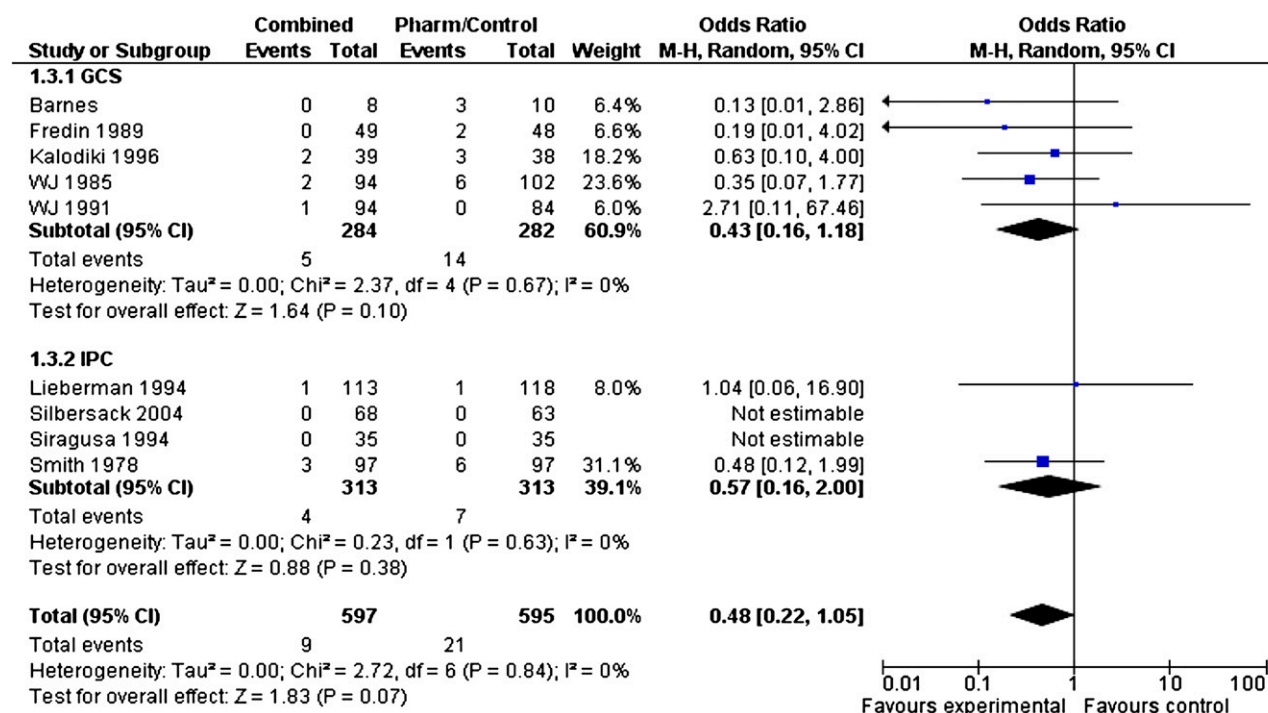 Combined Pharm/Control Odds Ratio Odds Ratio
Study or Subgroup Events Total Events Total Weight M-H, Random, 95% CI M-H, Random, 95% CI
1.3.1 GCS
Barnes 0 8 3 10 6.4% 0.13 [0.01, 2.86]
Fredin 1989 0 49 2 48 6.6% 0.19 [0.01, 4.02]
Kalodiki 1996 2 39 3 38 18.2% 0.63 [0.10, 4.00]
WJ 1985 2 94 6 102 23.6% 0.35 [0.07, 1.77]
WJ 1991 1 94 0 84 6.0% 2.71 [0.11, 67.46]
Subtotal (95% CI) 284 282 60.9% 0.43 [0.16, 1.18]
Total events 5 14
Heterogeneity: Tau² = 0.00; Chi² = 2.37, df = 4 (P = 0.67); I² = 0%
Test for overall effect: Z = 1.64 (P = 0.10)
1.3.2 IPC
Lieberman 1994 1 113 1 118 8.0% 1.04 [0.06, 16.90]
Silbersack 2004 0 68 0 63 Not estimable
Siragusa 1994 0 35 0 35 Not estimable
Smith 1978 3 97 6 97 31.1% 0.48 [0.12, 1.99]
Subtotal (95% CI) 313 313 39.1% 0.57 [0.16, 2.00]
Total events 4 7
Heterogeneity: Tau² = 0.00; Chi² = 0.23, df = 1 (P = 0.63); I² = 0%
Test for overall effect: Z = 0.88 (P = 0.38)
Total (95% CI) 597 595 100.0% 0.48 [0.22, 1.05]
Total events 9 21
Heterogeneity: Tau² = 0.00; Chi² = 2.72, df = 6 (P = 0.84); I² = 0%
Test for overall effect: Z = 1.83 (P = 0.07)
0.01 0.1 1 10 100
Favours experimental Favours control